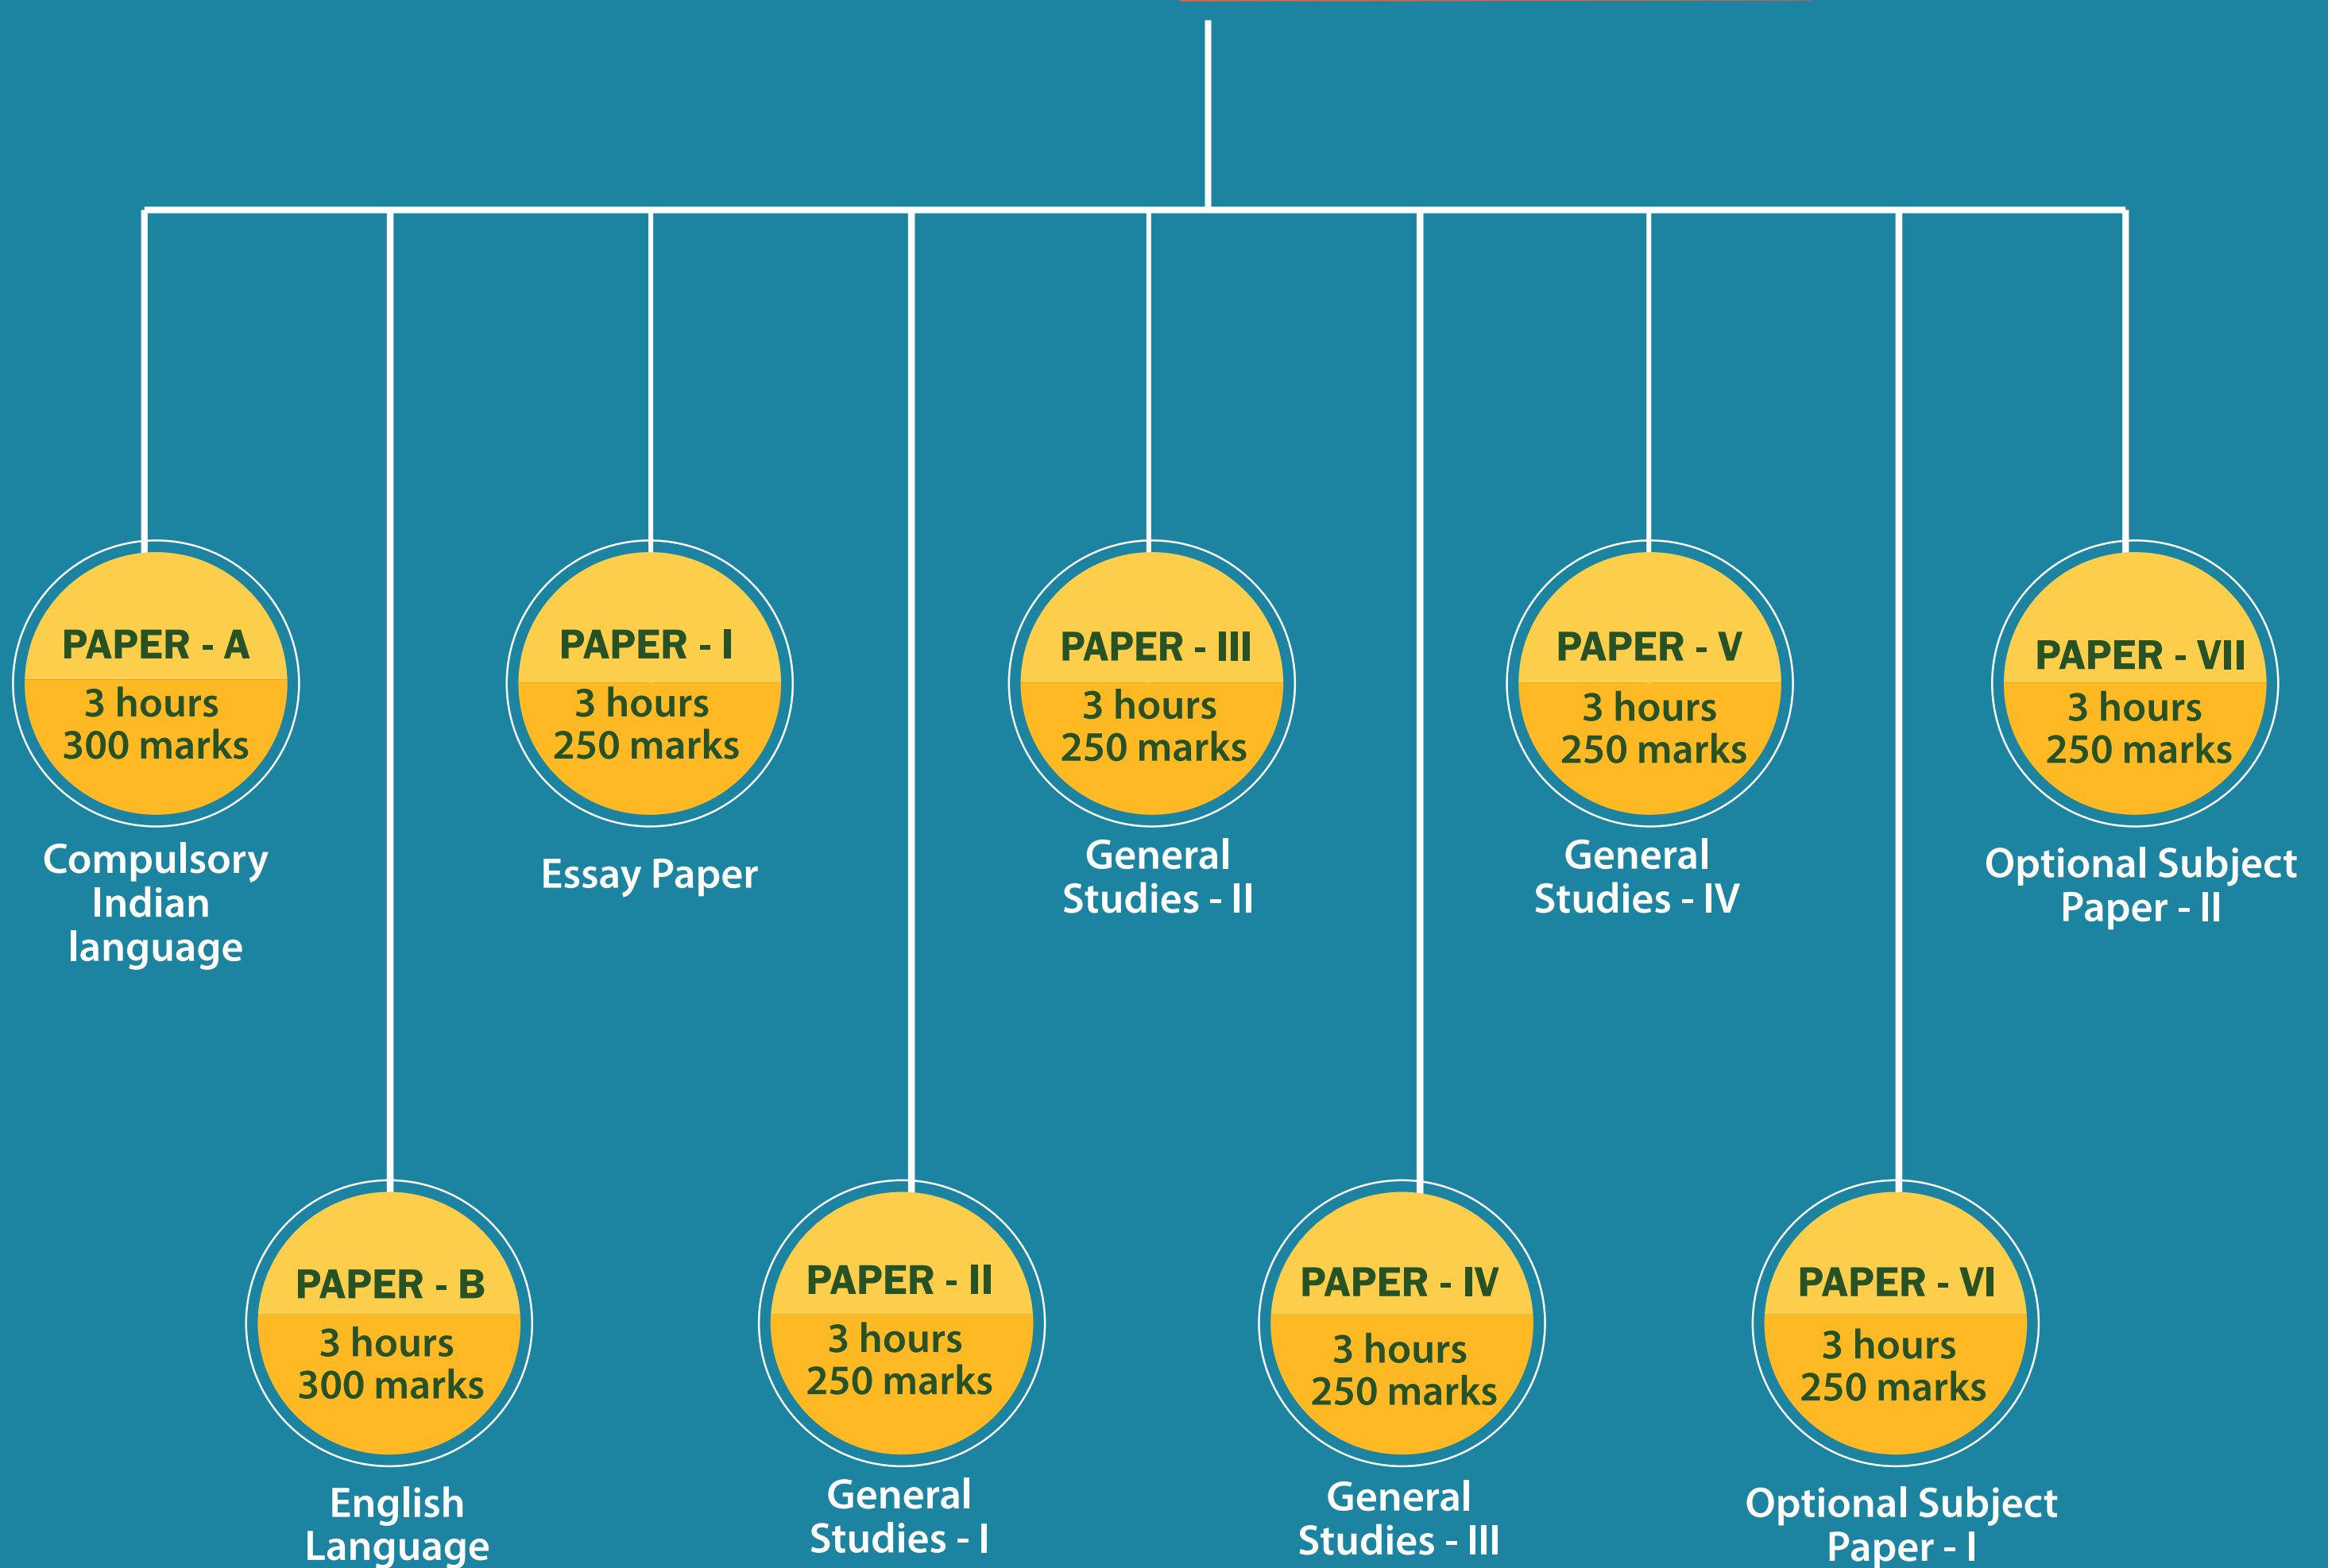 PAPER - A
3 hours
300 marks
Compulsory
Indian
language
PAPER - I
3 hours
250 marks
Essay Paper
PAPER - III
3 hours
250 marks
General
Studies - II
PAPER - V
3 hours
250 marks
General
Studies - IV
PAPER - VII
3 hours
250 marks
Optional Subject
Paper - II
PAPER - B
3 hours
300 marks
English
Language
PAPER - II
3 hours
250 marks
General
Studies - I
PAPER - IV
3 hours
250 marks
General
Studies - III
PAPER - VI
3 hours
250 marks
Optional Subject
Paper - I